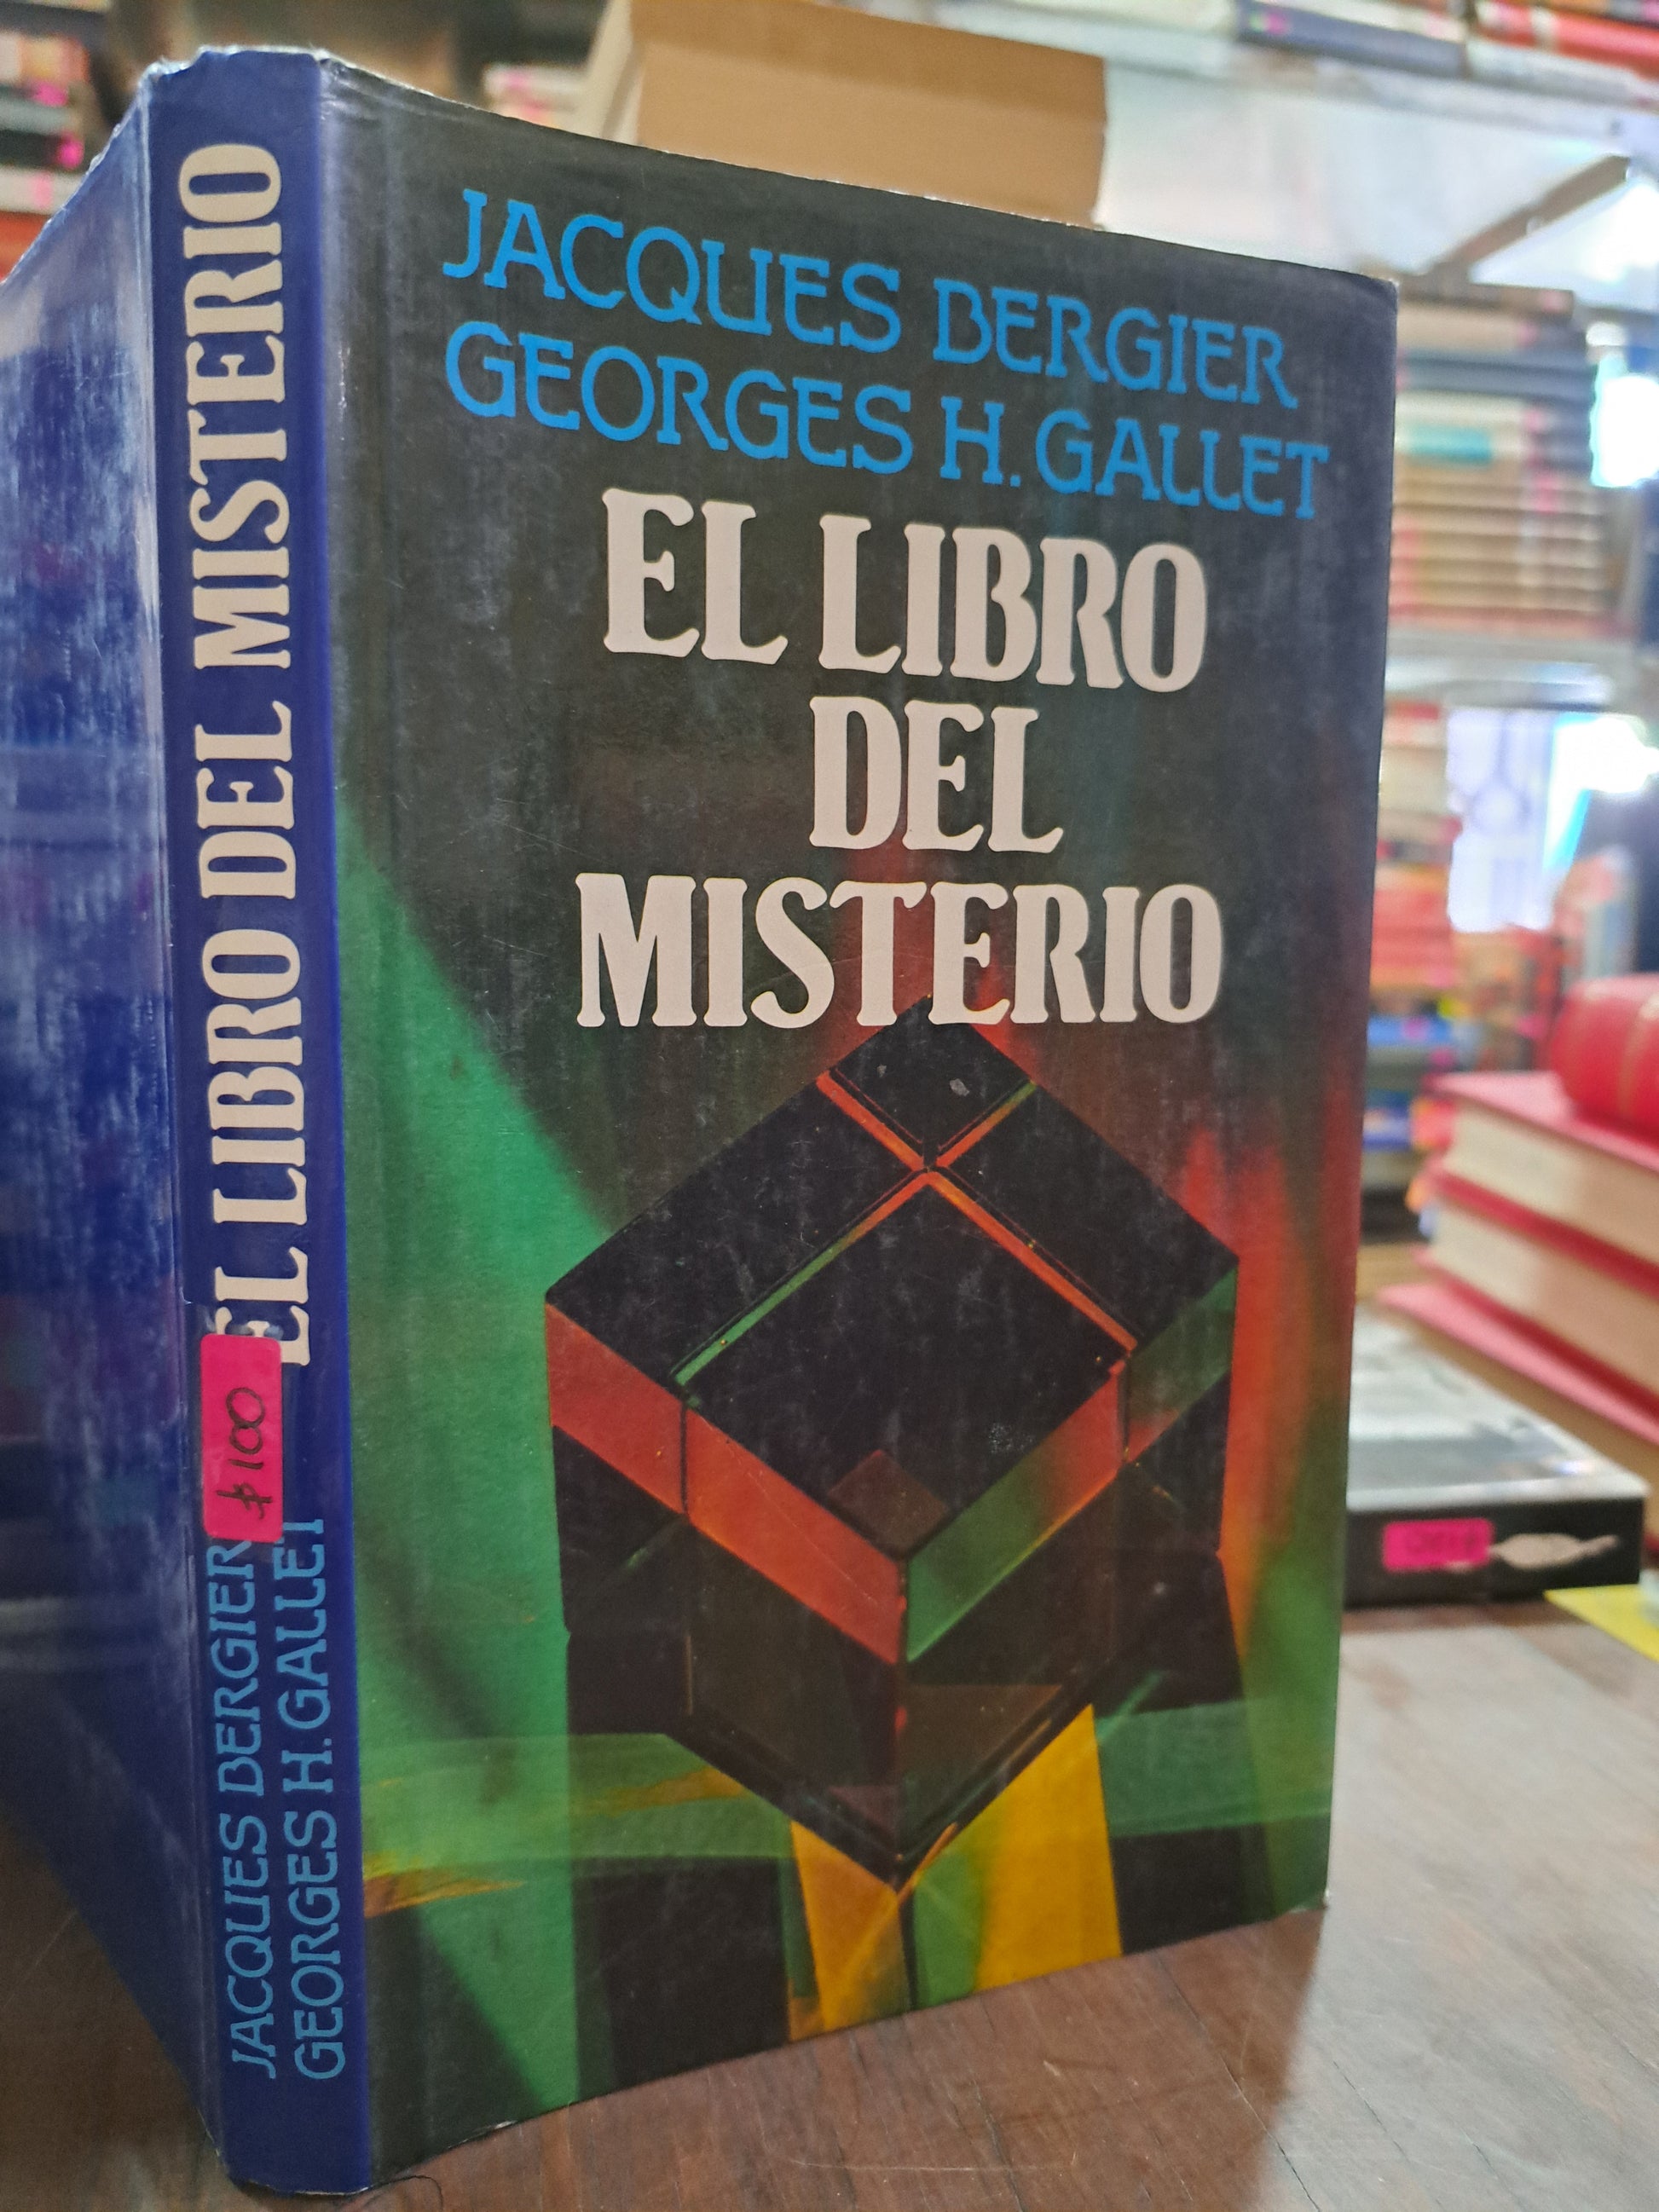 JACQUES BERGIER
GEORGES H. GALLET
EL LIBRO
DEL
MISTERIO
EL LIBRO DEL MISTERIO
$100
JACQUES BERGIER
GEORGES H. GALLET